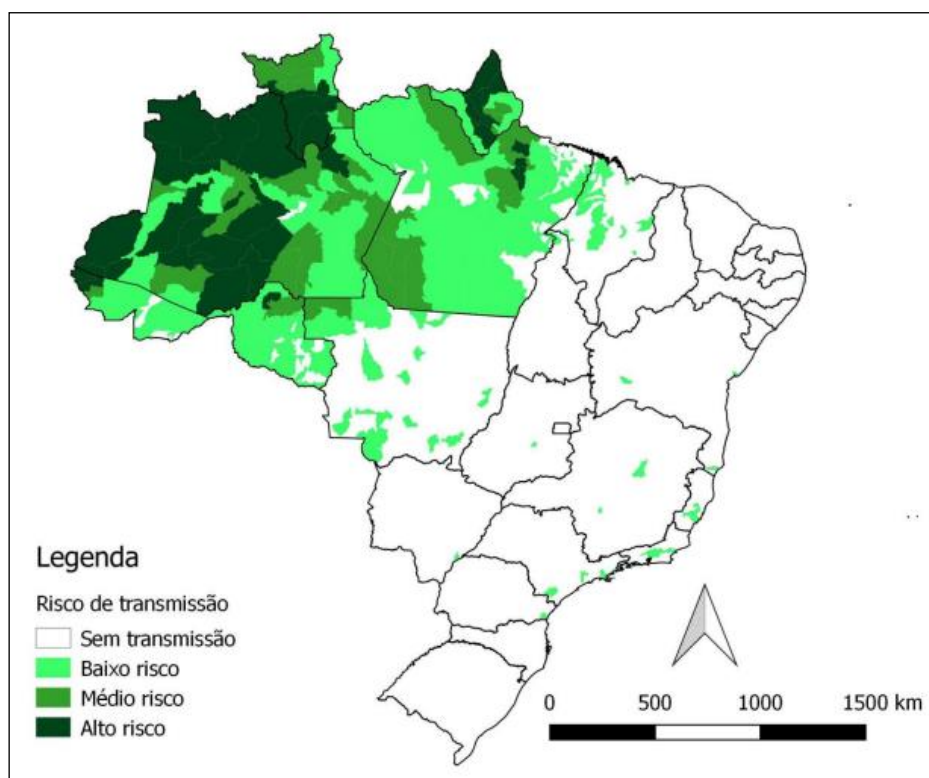 Legenda
Risco de transmissão
Sem transmissão
Baixo risco
Médio risco
Alto risco
0 500 1000 1500 km